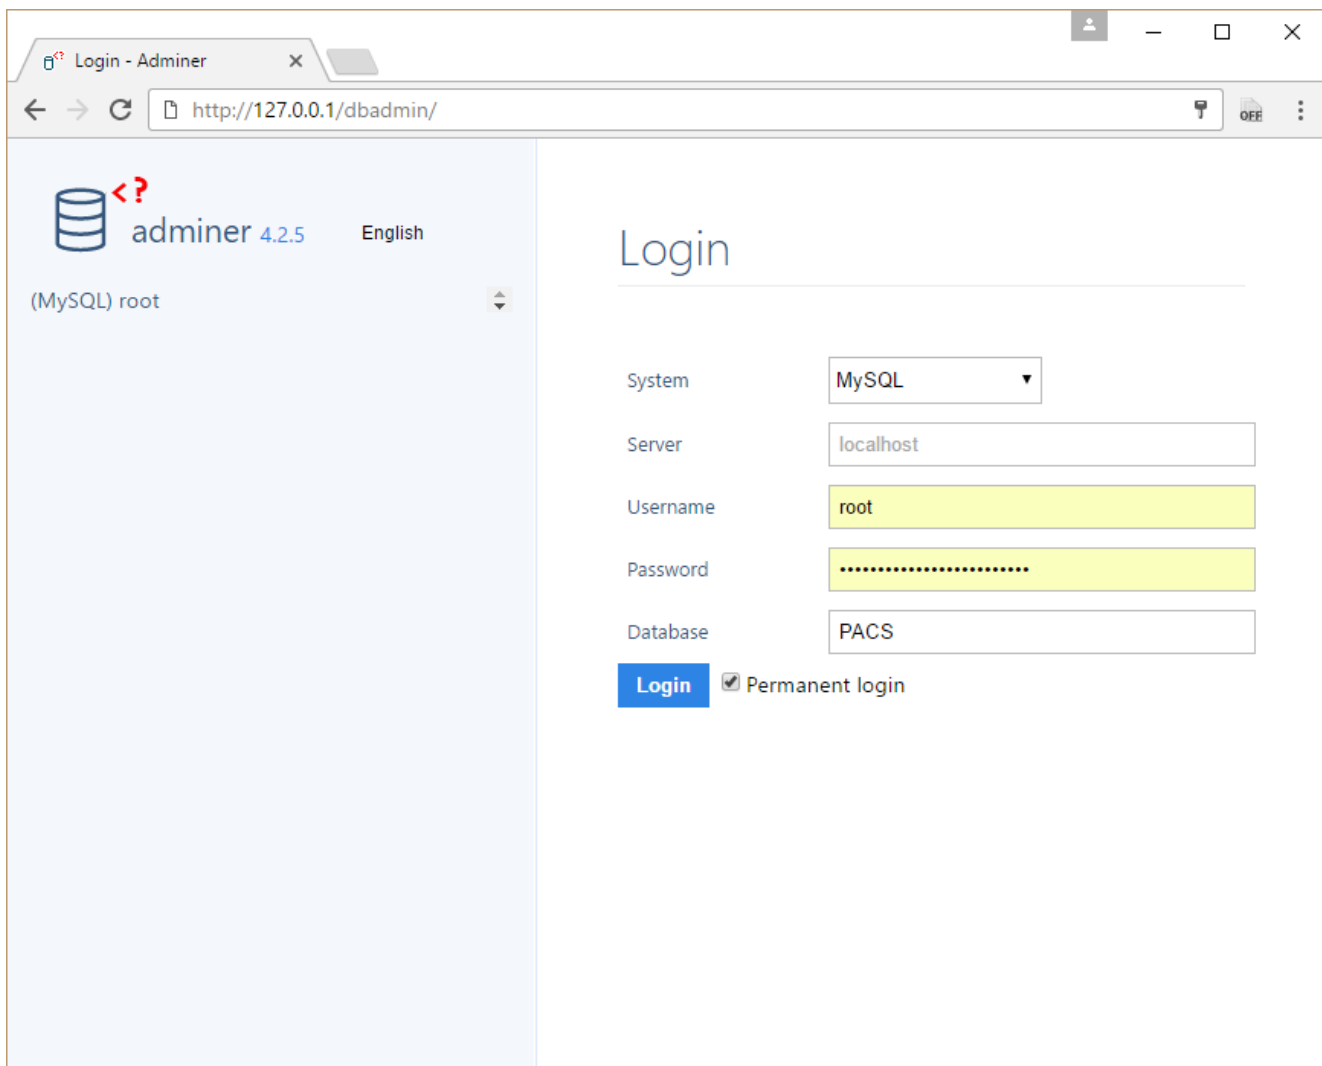 Login - Adminer
http://127.0.0.1/dbadmin/
OFF
<?
adminer 4.2.5 English
(MySQL) root
Login
System MySQL
Server localhost
Username root
Password •••••••••••••••••••••••••
Database PACS
Login Permanent login